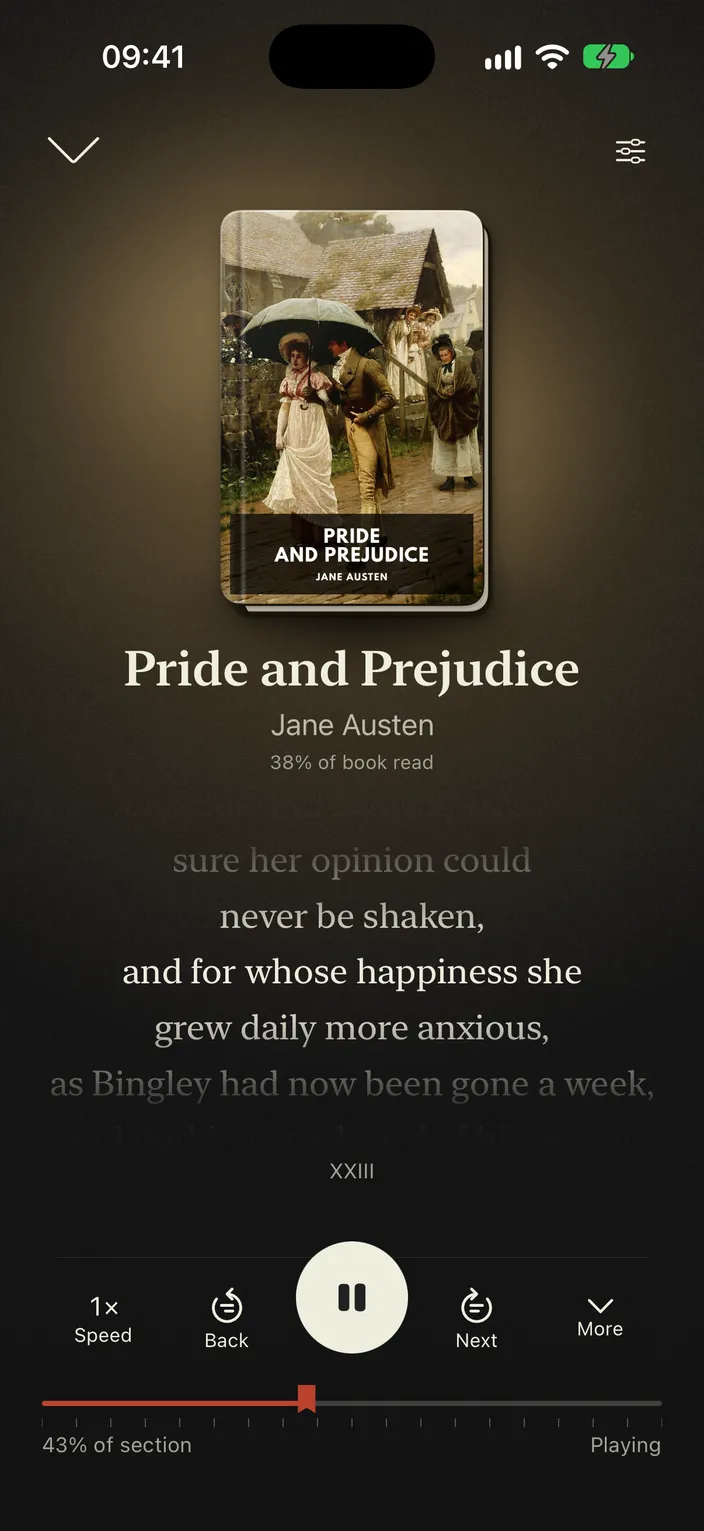 09:41
PRIDE
AND PREJUDICE
JANE AUSTEN
Pride and Prejudice
Jane Austen
38% of book read
sure her opinion could
never be shaken,
and for whose happiness she
grew daily more anxious,
as Bingley had now been gone a week,
XXIII
1×
Speed
Back
Next
More
43% of section
Playing